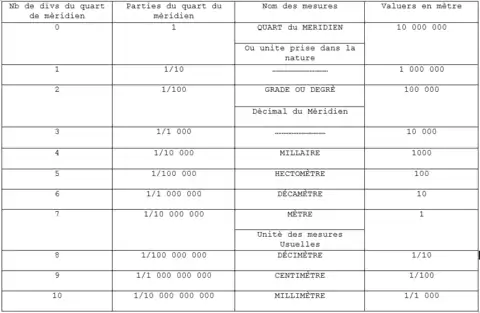 Nb de divs du quart Parties du quart du Nom des mesures Valuers en mètre
de méridien méridien
0 1 QUART du MERIDIEN 10 000 000
Ou unite prise dans la
nature
1 1/10 ……………………………… 1 000 000
2 1/100 GRADE OU DEGRÉ 100 000
Décimal du Méridien
3 1/1 000 …………………………… 10 000
4 1/10 000 MILLAIRE 1000
5 1/100 000 HECTOMÈTRE 100
6 1/1 000 000 DÉCAMÈTRE 10
7 1/10 000 000 MÈTRE 1
Unité des mesures
Usuelles
8 1/100 000 000 DÉCIMÈTRE 1/10
9 1/1 000 000 000 CENTIMÈTRE 1/100
10 1/10 000 000 000 MILLIMÈTRE 1/1 000